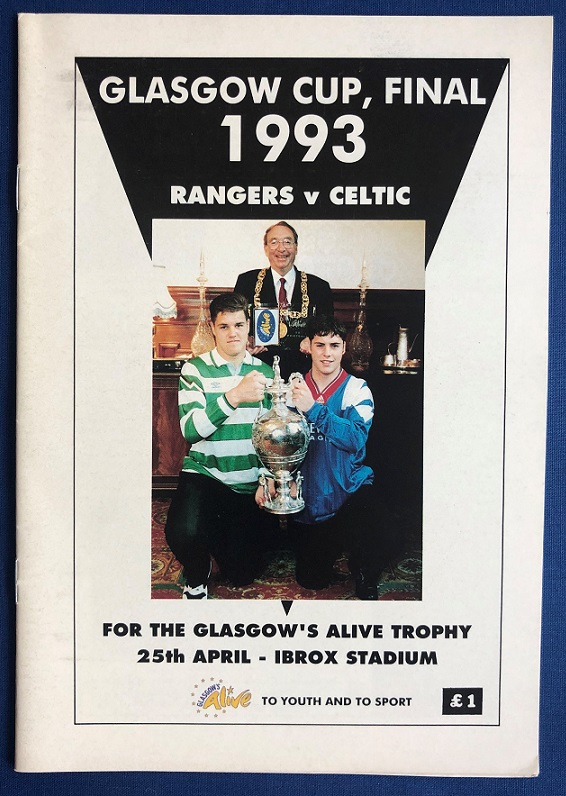 GLASGOW CUP, FINAL
1993
RANGERS v CELTIC
FOR THE GLASGOW'S ALIVE TROPHY
25th APRIL - IBROX STADIUM
GLASGOW'S Alive
TO YOUTH AND TO SPORT
£1